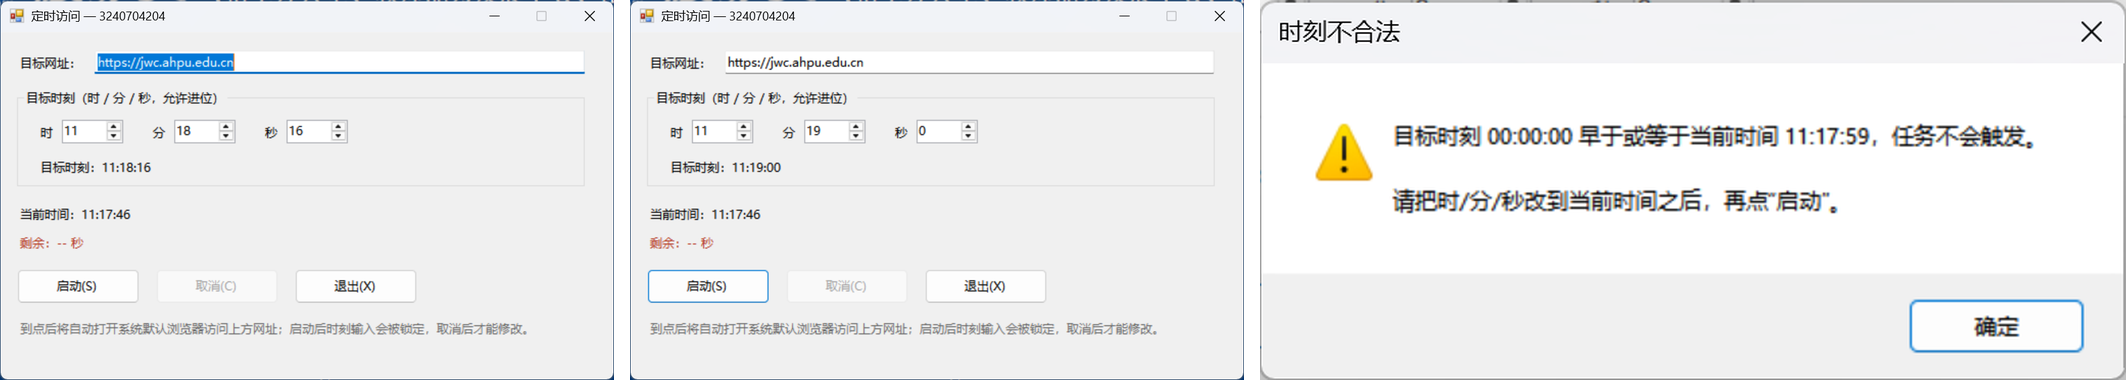 定时访问 — 3240704204
目标网址： https://jwc.ahpu.edu.cn
目标时刻（时 / 分 / 秒，允许进位）
时 11 分 18 秒 16
目标时刻：11:18:16
当前时间：11:17:46
剩余：-- 秒
启动(S) 取消(C) 退出(X)
到点后将自动打开系统默认浏览器访问上方网址；启动后时刻输入会被锁定，取消后才能修改。
定时访问 — 3240704204
目标网址： https://jwc.ahpu.edu.cn
目标时刻（时 / 分 / 秒，允许进位）
时 11 分 19 秒 0
目标时刻：11:19:00
当前时间：11:17:46
剩余：-- 秒
启动(S) 取消(C) 退出(X)
到点后将自动打开系统默认浏览器访问上方网址；启动后时刻输入会被锁定，取消后才能修改。
时刻不合法
目标时刻 00:00:00 早于或等于当前时间 11:17:59，任务不会触发。
请把时/分/秒改到当前时间之后，再点“启动”。
确定